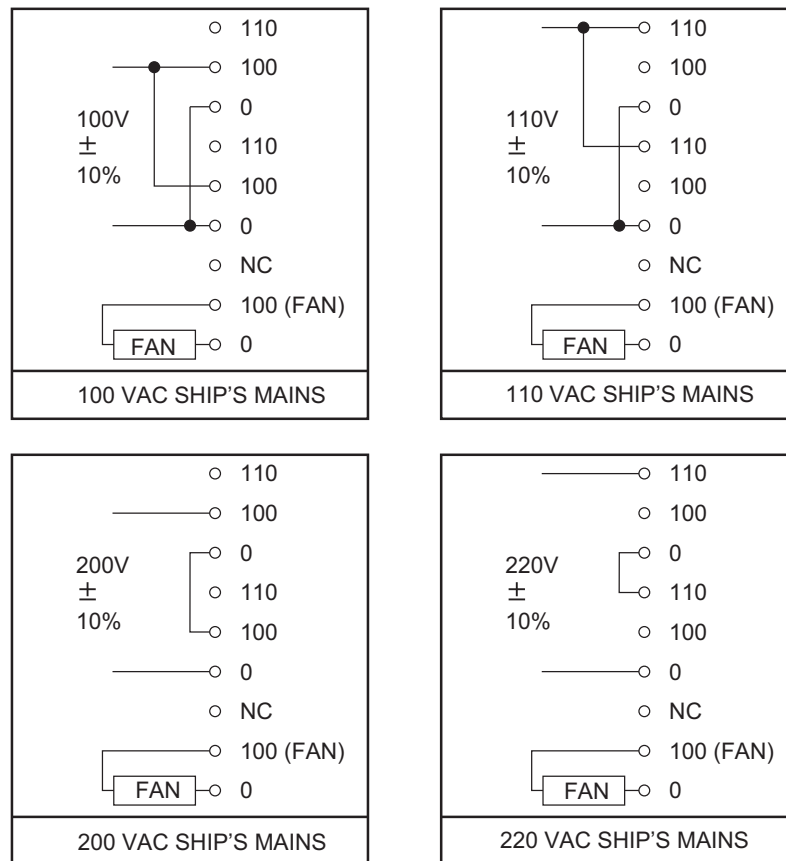 110
100
0
110
100
0
NC
100 (FAN)
0
100V
±
10%
FAN
100 VAC SHIP'S MAINS
110
100
0
110
100
0
NC
100 (FAN)
0
110V
±
10%
FAN
110 VAC SHIP'S MAINS
110
100
0
110
100
0
NC
100 (FAN)
0
200V
±
10%
FAN
200 VAC SHIP'S MAINS
110
100
0
110
100
0
NC
100 (FAN)
0
220V
±
10%
FAN
220 VAC SHIP'S MAINS